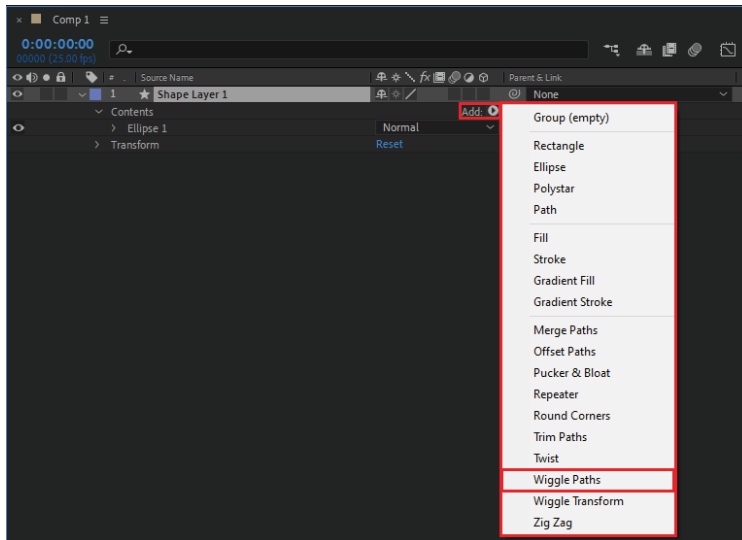 × Comp 1 ≡
0:00:00:00
00000 (25.00 fps)
# . Source Name fx Parent & Link
1 ★ Shape Layer 1 None
Contents Add:
Ellipse 1 Normal
Transform Reset
Group (empty)
Rectangle
Ellipse
Polystar
Path
Fill
Stroke
Gradient Fill
Gradient Stroke
Merge Paths
Offset Paths
Pucker & Bloat
Repeater
Round Corners
Trim Paths
Twist
Wiggle Paths
Wiggle Transform
Zig Zag